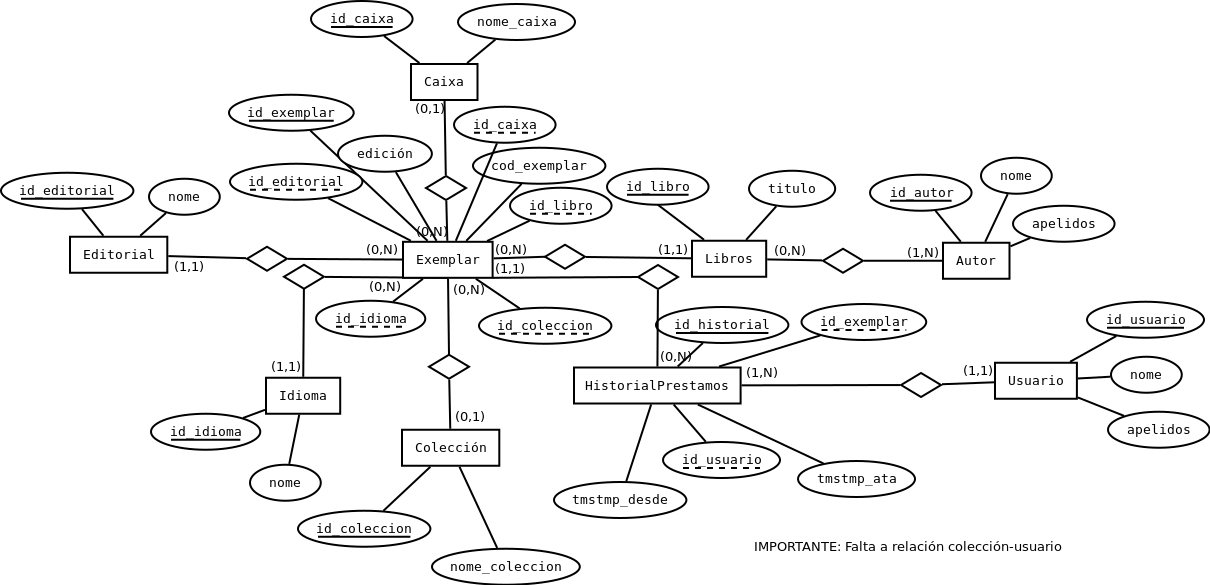 id_caixa
nome_caixa
Caixa
(0,1)
id_exemplar
id_caixa
edición
cod_exemplar
id_editorial
nome
id_editorial
id_libro
id_libro
titulo
id_autor
nome
apelidos
(0,N)
Editorial
(1,1)
(0,N)
Exemplar
(0,N)
(1,1)
(1,1)
Libros
(0,N)
(1,N)
Autor
(0,N)
(0,N)
id_idioma
id_coleccion
id_historial
id_exemplar
id_usuario
(0,N)
(1,1)
Idioma
HistorialPrestamos
(1,N)
(1,1)
Usuario
nome
apelidos
(0,1)
Colección
id_idioma
nome
id_usuario
tmstmp_desde
tmstmp_ata
id_coleccion
nome_coleccion
IMPORTANTE: Falta a relación colección-usuario